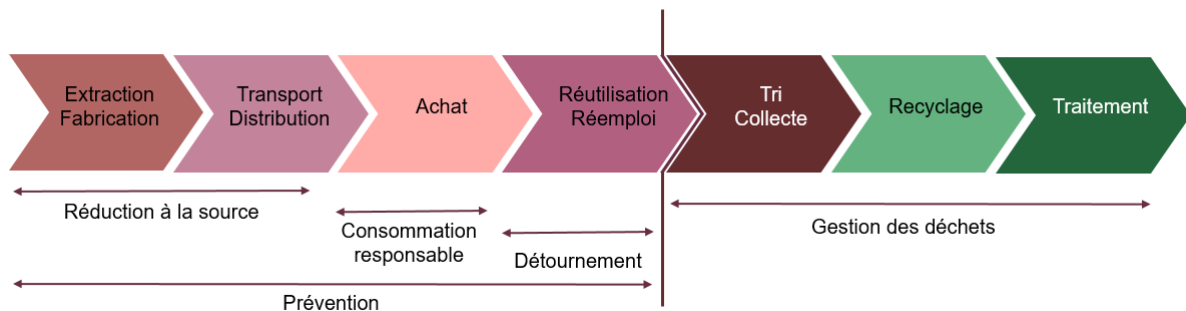 Extraction
Fabrication
Transport
Distribution
Achat
Réutilisation
Réemploi
Tri
Collecte
Recyclage
Traitement
Réduction à la source
Consommation
responsable
Détournement
Gestion des déchets
Prévention